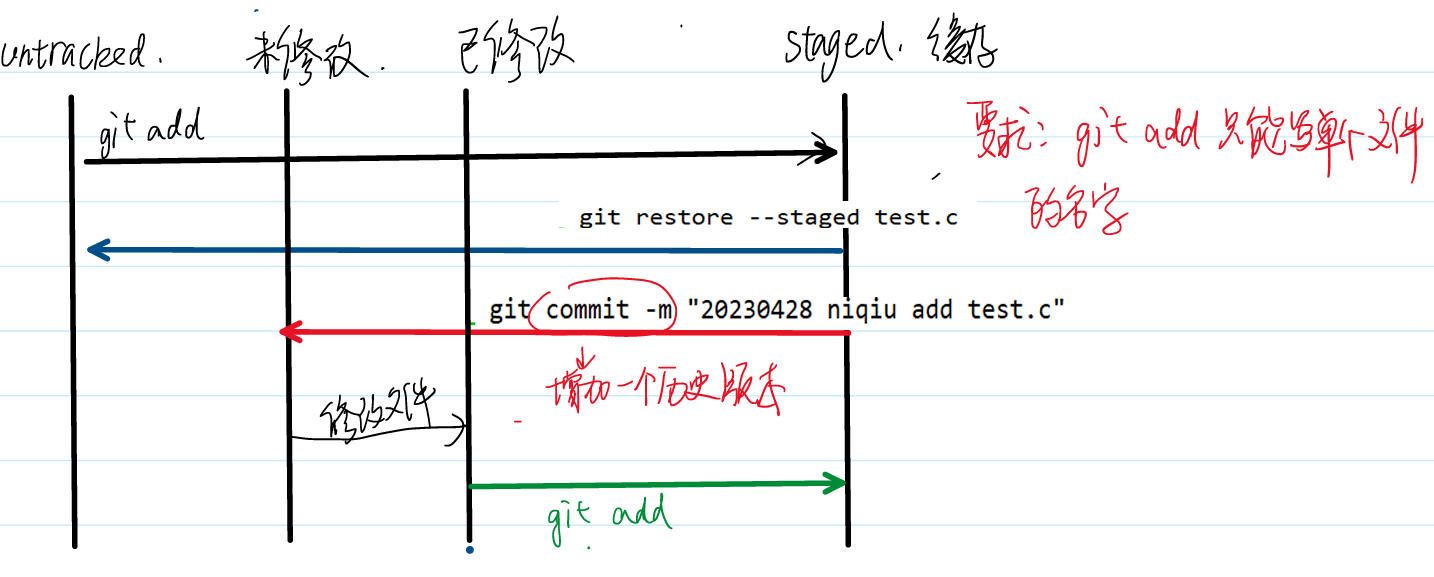 untracked.
未修改.
已修改
staged. 缓存
git add
要求: git add 只能写单个文件
的名字
git restore --staged test.c
git commit -m "20230428 niqiu add test.c"
增加一个历史版本
修改文件
git add